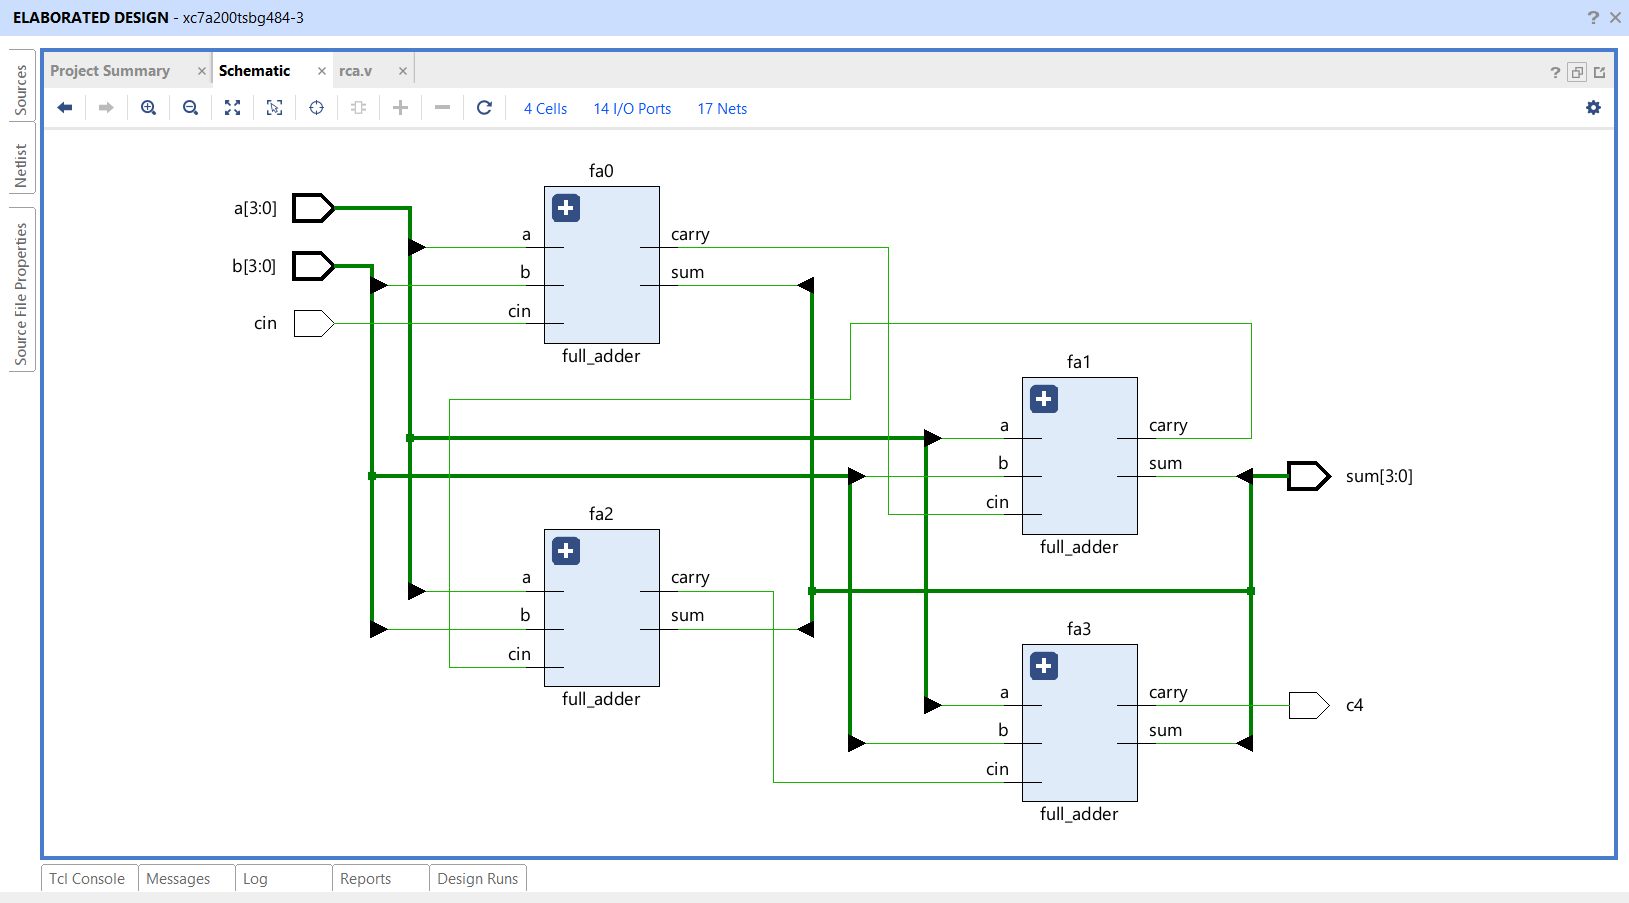 ELABORATED DESIGN - xc7a200tsbg484-3
Sources
Netlist
Source File Properties
Project Summary
Schematic
rca.v
4 Cells
14 I/O Ports
17 Nets
a[3:0]
b[3:0]
cin
fa0
a
b
cin
carry
sum
full_adder
fa1
a
b
cin
carry
sum
full_adder
sum[3:0]
fa2
a
b
cin
carry
sum
full_adder
fa3
a
b
cin
carry
sum
full_adder
c4
Tcl Console
Messages
Log
Reports
Design Runs